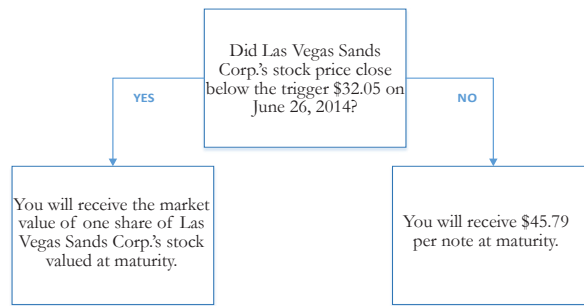 Did Las Vegas Sands
Corp.'s stock price close
below the trigger $32.05 on
June 26, 2014?
YES
NO
You will receive the market
value of one share of Las
Vegas Sands Corp.'s stock
valued at maturity.
You will receive $45.79
per note at maturity.